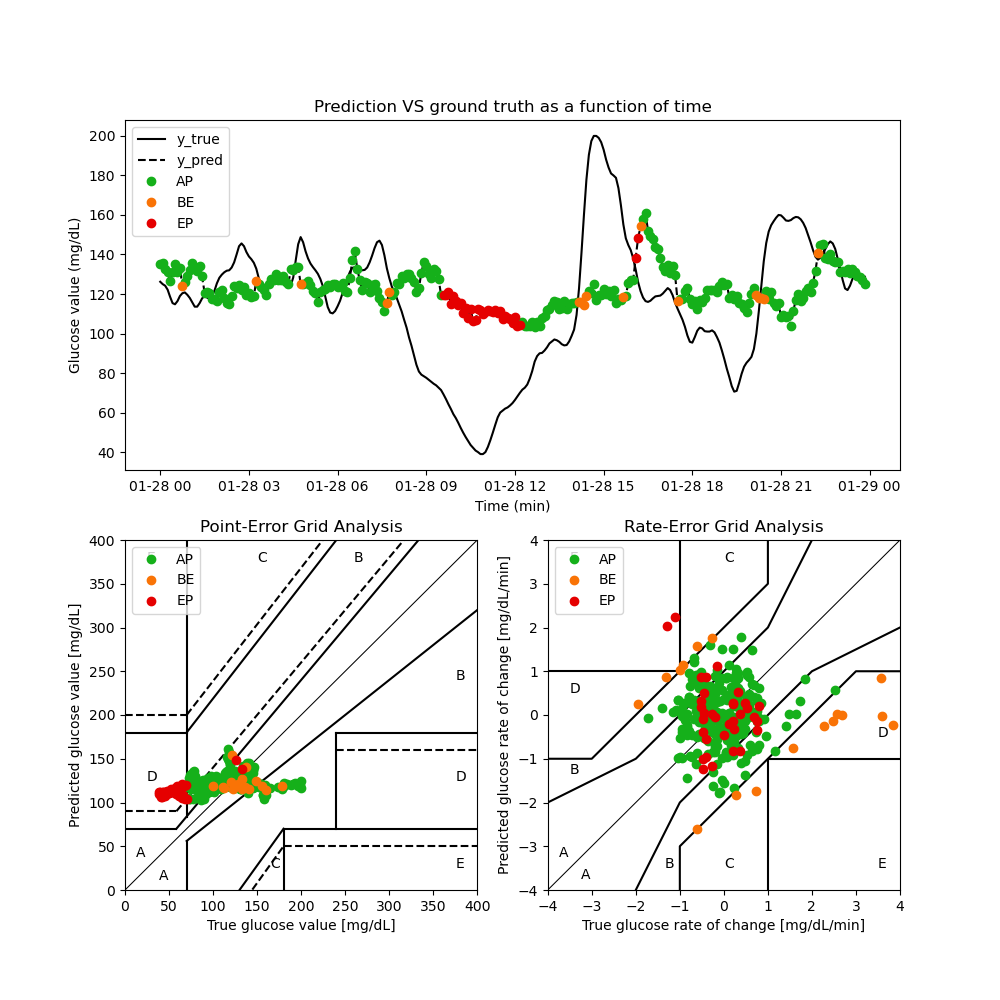 Prediction VS ground truth as a function of time
Glucose value (mg/dL)
200
180
160
140
120
100
80
60
40
y_true
y_pred
AP
BE
EP
01-28 00 01-28 03 01-28 06 01-28 09 01-28 12 01-28 15 01-28 18 01-28 21 01-29 00
Time (min)
Point-Error Grid Analysis
Predicted glucose value [mg/dL]
400
350
300
250
200
150
100
50
0
AP
BE
EP
C B
B
D D
A
A C E
0 50 100 150 200 250 300 350 400
True glucose value [mg/dL]
Rate-Error Grid Analysis
Predicted glucose rate of change [mg/dL/min]
4
3
2
1
0
−1
−2
−3
−4
AP
BE
EP
C
D
D
B
A
A B C E
−4 −3 −2 −1 0 1 2 3 4
True glucose rate of change [mg/dL/min]